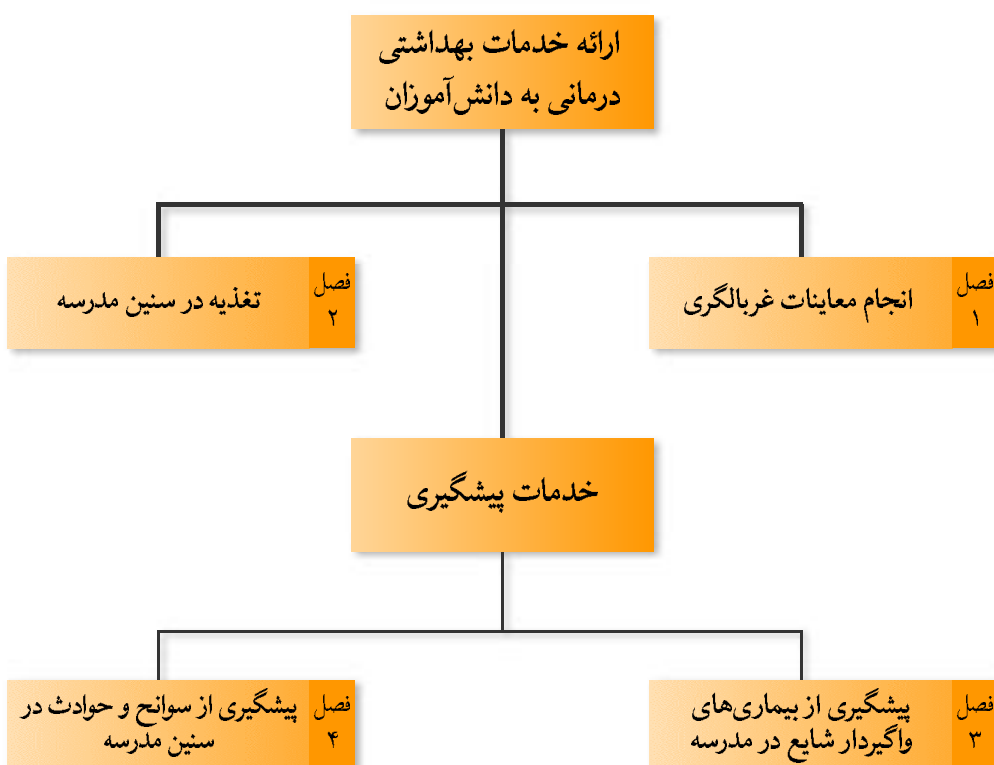 ارائه خدمات بهداشتی
درمانی به دانش‌آموزان
فصل
۱
انجام معاینات غربالگری
فصل
۲
تغذیه در سنین مدرسه
خدمات پیشگیری
فصل
۳
پیشگیری از بیماری‌های
واگیردار شایع در مدرسه
فصل
۴
پیشگیری از سوانح و حوادث در
سنین مدرسه